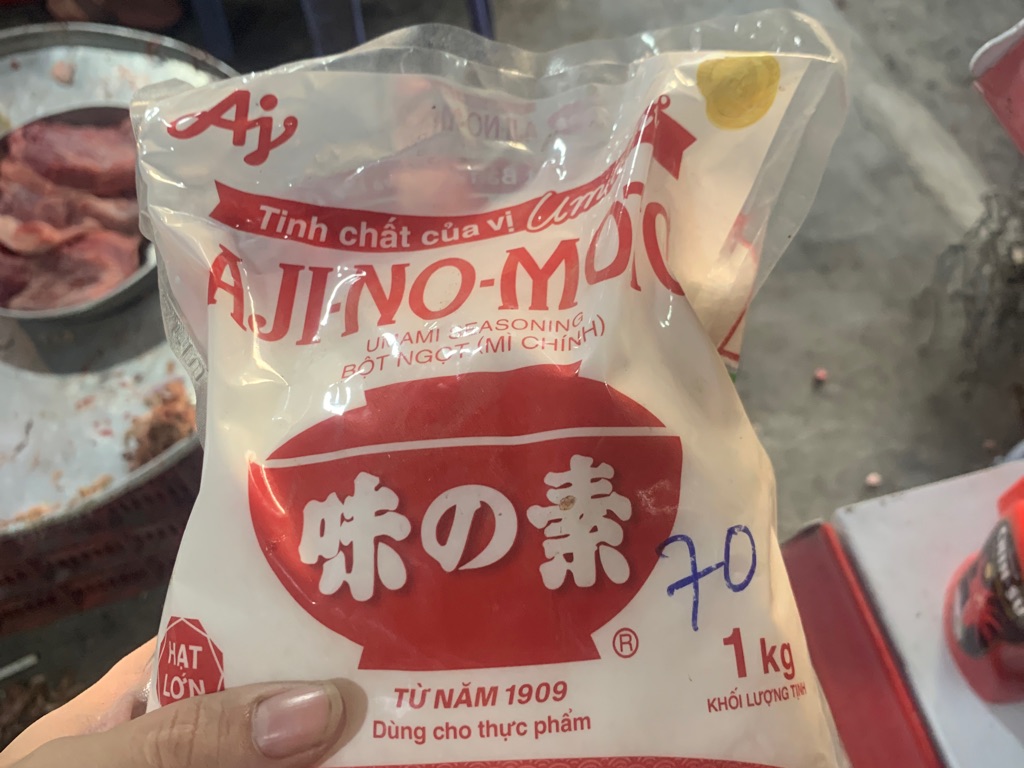 Aj
Tinh chất của vị Umami
AJI-NO-MOTO
UMAMI SEASONING
BỘT NGỌT (MÌ CHÍNH)
味の素
70
®
1 kg
KHỐI LƯỢNG TỊNH
HẠT
LỚN
TỪ NĂM 1909
Dùng cho thực phẩm